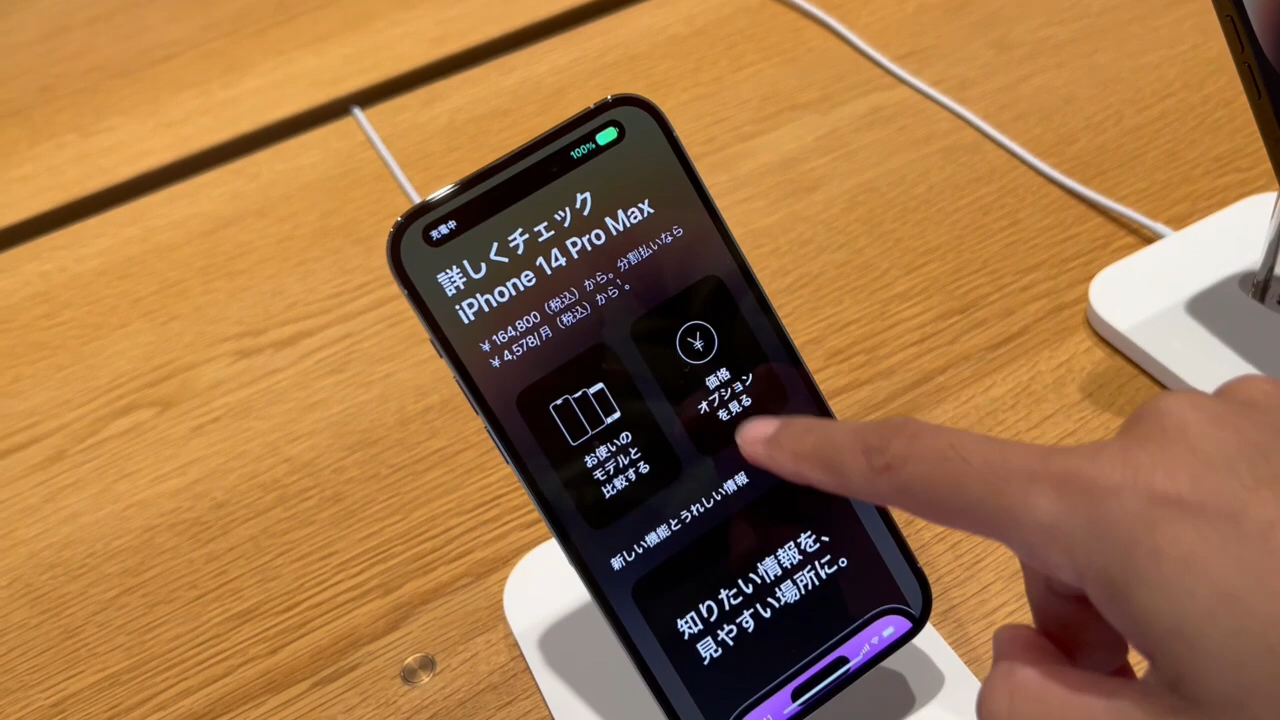 充電中
100%
詳しくチェック
iPhone 14 Pro Max
¥164,800（税込）から。分割払いなら
¥4,578/月（税込）から¹。
お使いの
モデルと
比較する
¥
価格
オプション
を見る
新しい機能とうれしい情報
知りたい情報を、
見やすい場所に。